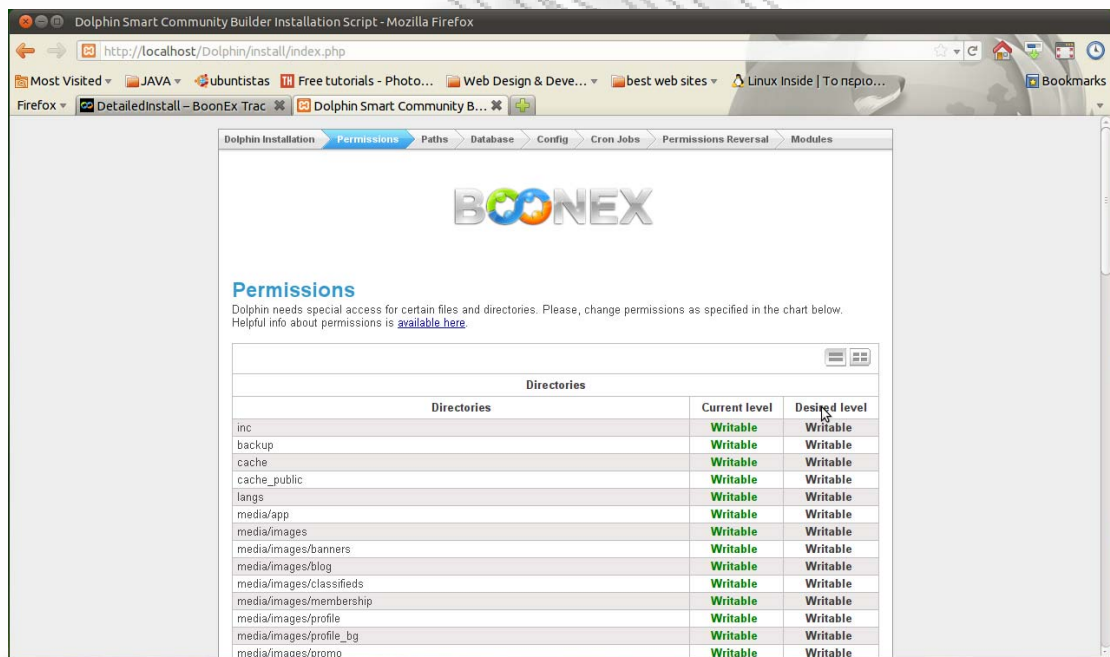 Dolphin Smart Community Builder Installation Script - Mozilla Firefox
http://localhost/Dolphin/install/index.php
Most Visited JAVA ubuntistas Free tutorials - Photo... Web Design & Deve... best web sites Linux Inside | Το περιο... Bookmarks
Firefox DetailedInstall – BoonEx Trac Dolphin Smart Community B...
Dolphin Installation Permissions Paths Database Config Cron Jobs Permissions Reversal Modules
BOONEX
Permissions
Dolphin needs special access for certain files and directories. Please, change permissions as specified in the chart below.
Helpful info about permissions is available here.
Directories
Directories Current level Desired level
inc Writable Writable
backup Writable Writable
cache Writable Writable
cache_public Writable Writable
langs Writable Writable
media/app Writable Writable
media/images Writable Writable
media/images/banners Writable Writable
media/images/blog Writable Writable
media/images/classifieds Writable Writable
media/images/membership Writable Writable
media/images/profile Writable Writable
media/images/profile_bg Writable Writable
media/images/promo Writable Writable